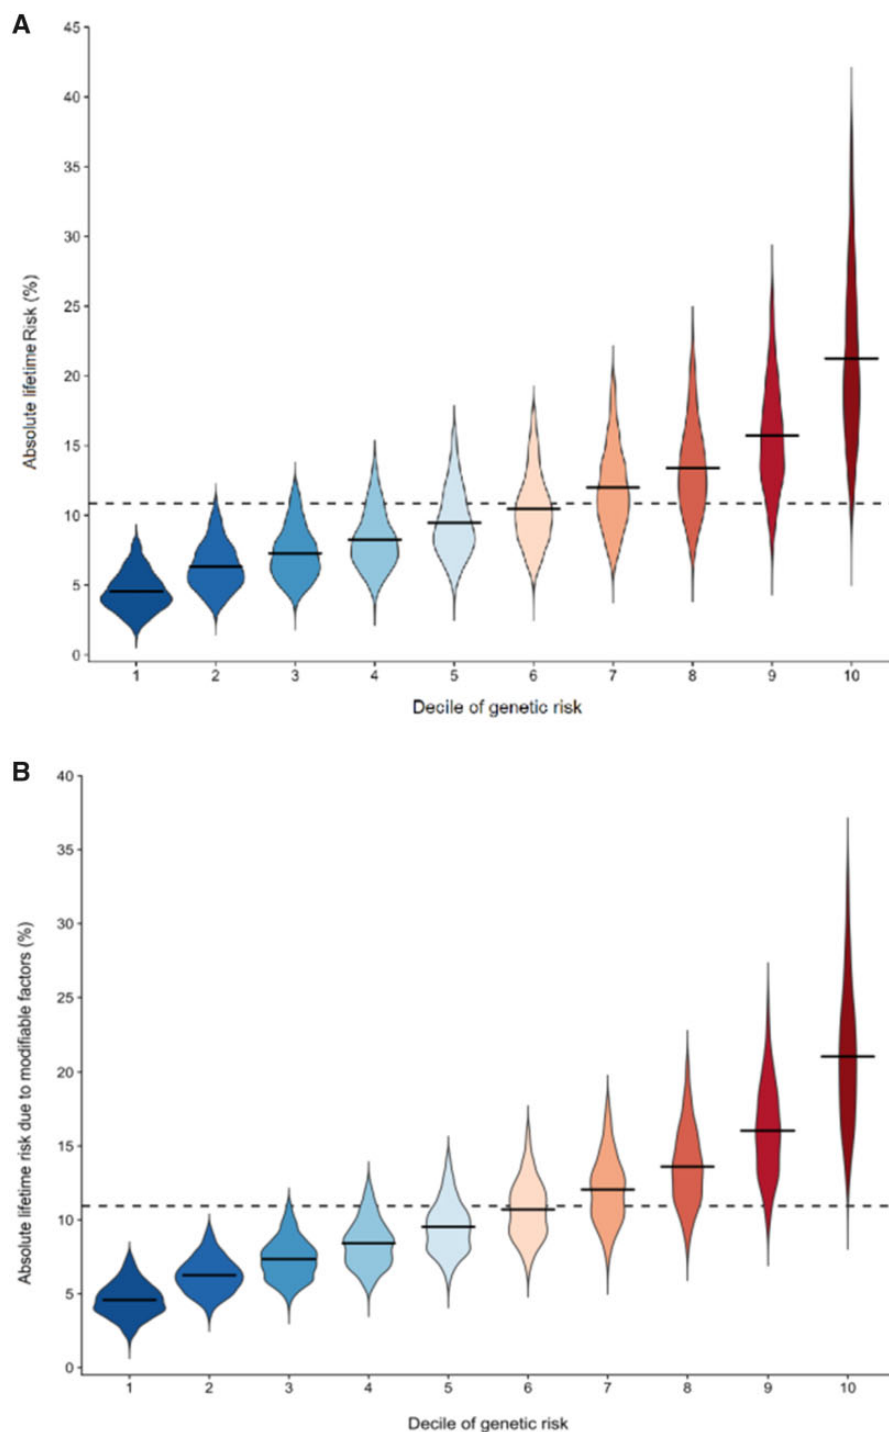 A
45
40
35
30
25
20
15
10
5
0
Absolute lifetime Risk (%)
1 2 3 4 5 6 7 8 9 10
Decile of genetic risk
B
40
35
30
25
20
15
10
5
0
Absolute lifetime risk due to modifiable factors (%)
1 2 3 4 5 6 7 8 9 10
Decile of genetic risk